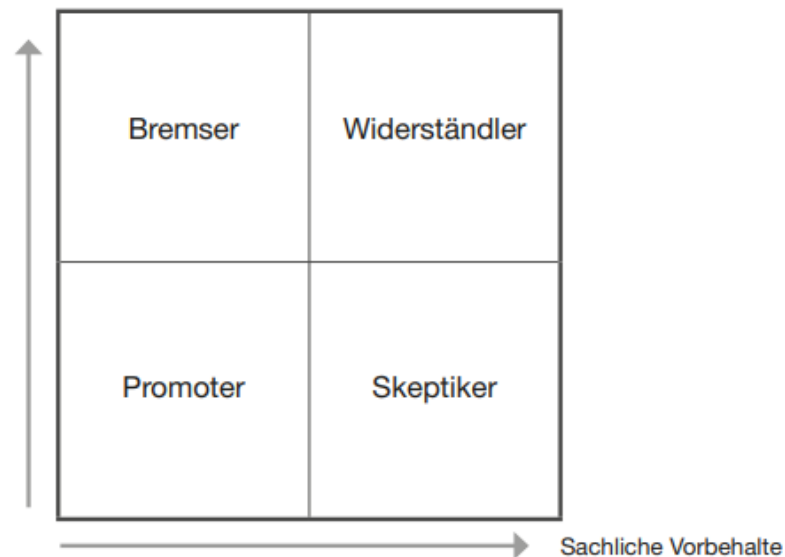 Bremser
Widerständler
Promoter
Skeptiker
Sachliche Vorbehalte